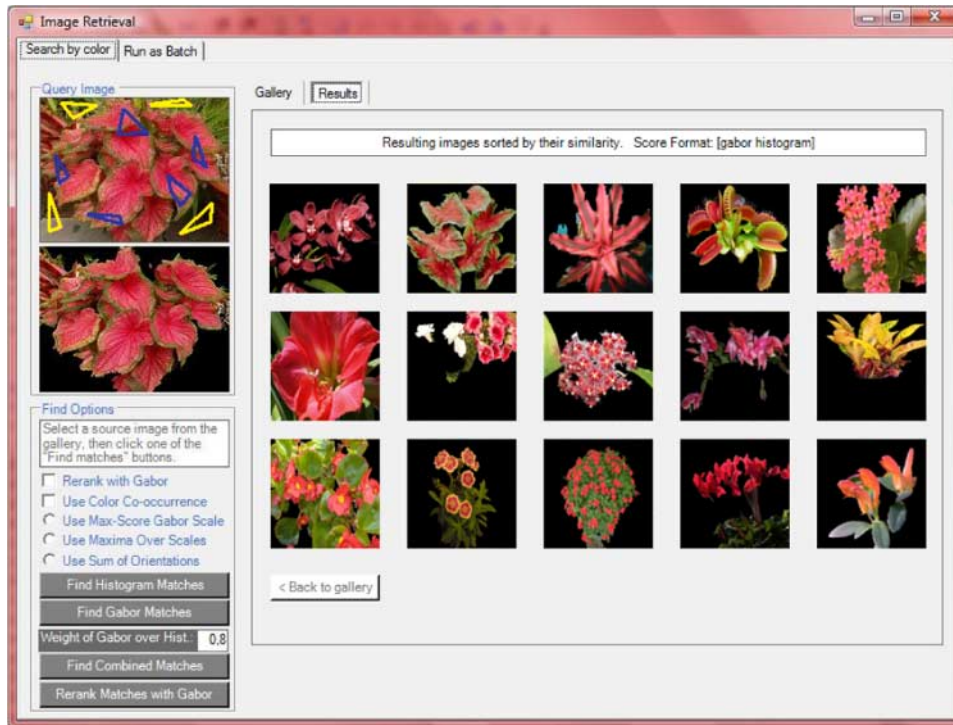 Image Retrieval
Search by color
Run as Batch
Query Image
Gallery
Results
Resulting images sorted by their similarity. Score Format: [gabor histogram]
Find Options
Select a source image from the
gallery, then click one of the
"Find matches" buttons.
Rerank with Gabor
Use Color Co-occurrence
Use Max-Score Gabor Scale
Use Maxima Over Scales
Use Sum of Orientations
Find Histogram Matches
Find Gabor Matches
Weight of Gabor over Hist.: 0,8
Find Combined Matches
Rerank Matches with Gabor
< Back to gallery